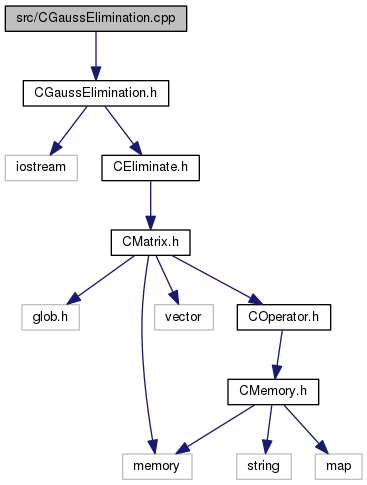 src/CGaussElimination.cpp
CGaussElimination.h
iostream
CEliminate.h
CMatrix.h
glob.h
vector
COperator.h
CMemory.h
memory
string
map